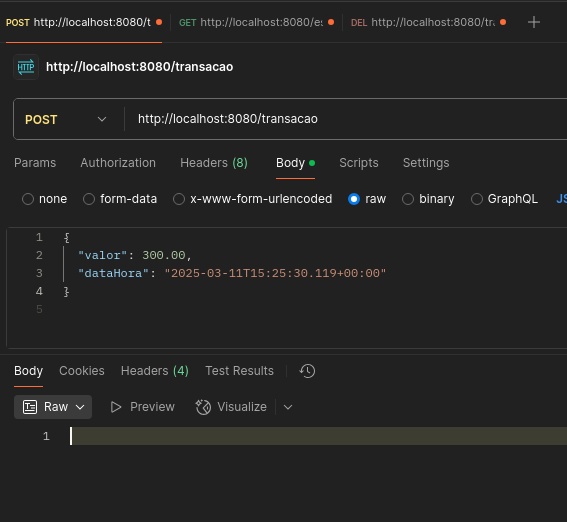 POST http://localhost:8080/t GET http://localhost:8080/e DEL http://localhost:8080/tr
HTTP http://localhost:8080/transacao
POST http://localhost:8080/transacao
Params Authorization Headers (8) Body Scripts Settings
none form-data x-www-form-urlencoded raw binary GraphQL JS
1 {
2 "valor": 300.00,
3 "dataHora": "2025-03-11T15:25:30.119+00:00"
4 }
5
Body Cookies Headers (4) Test Results
Raw Preview Visualize
1